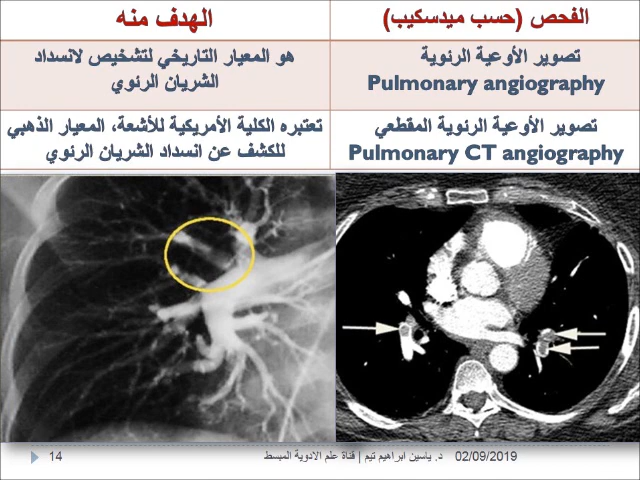 الفحص (حسب ميدسكيب)
الهدف منه
تصوير الأوعية الرئوية
Pulmonary angiography
هو المعيار التاريخي لتشخيص لانسداد
الشريان الرئوي
تصوير الأوعية الرئوية المقطعي
Pulmonary CT angiography
تعتبره الكلية الأمريكية للأشعة، المعيار الذهبي
للكشف عن انسداد الشريان الرئوي
02/09/2019
د. ياسين ابراهيم تيم | قناة علم الادوية المبسط
14